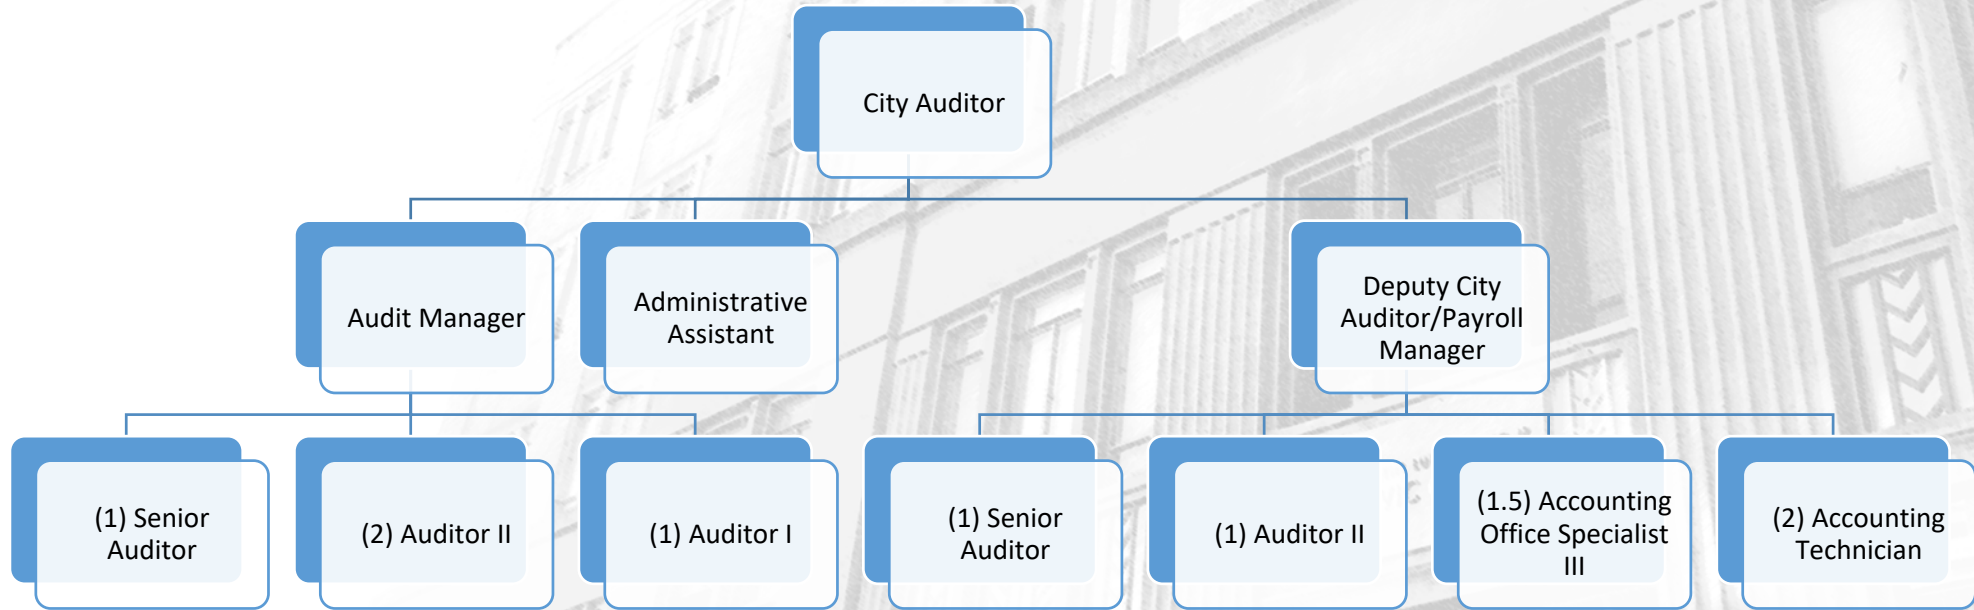 City Auditor
Audit Manager
Administrative
Assistant
Deputy City
Auditor/Payroll
Manager
(1) Senior
Auditor
(2) Auditor II
(1) Auditor I
(1) Senior
Auditor
(1) Auditor II
(1.5) Accounting
Office Specialist
III
(2) Accounting
Technician